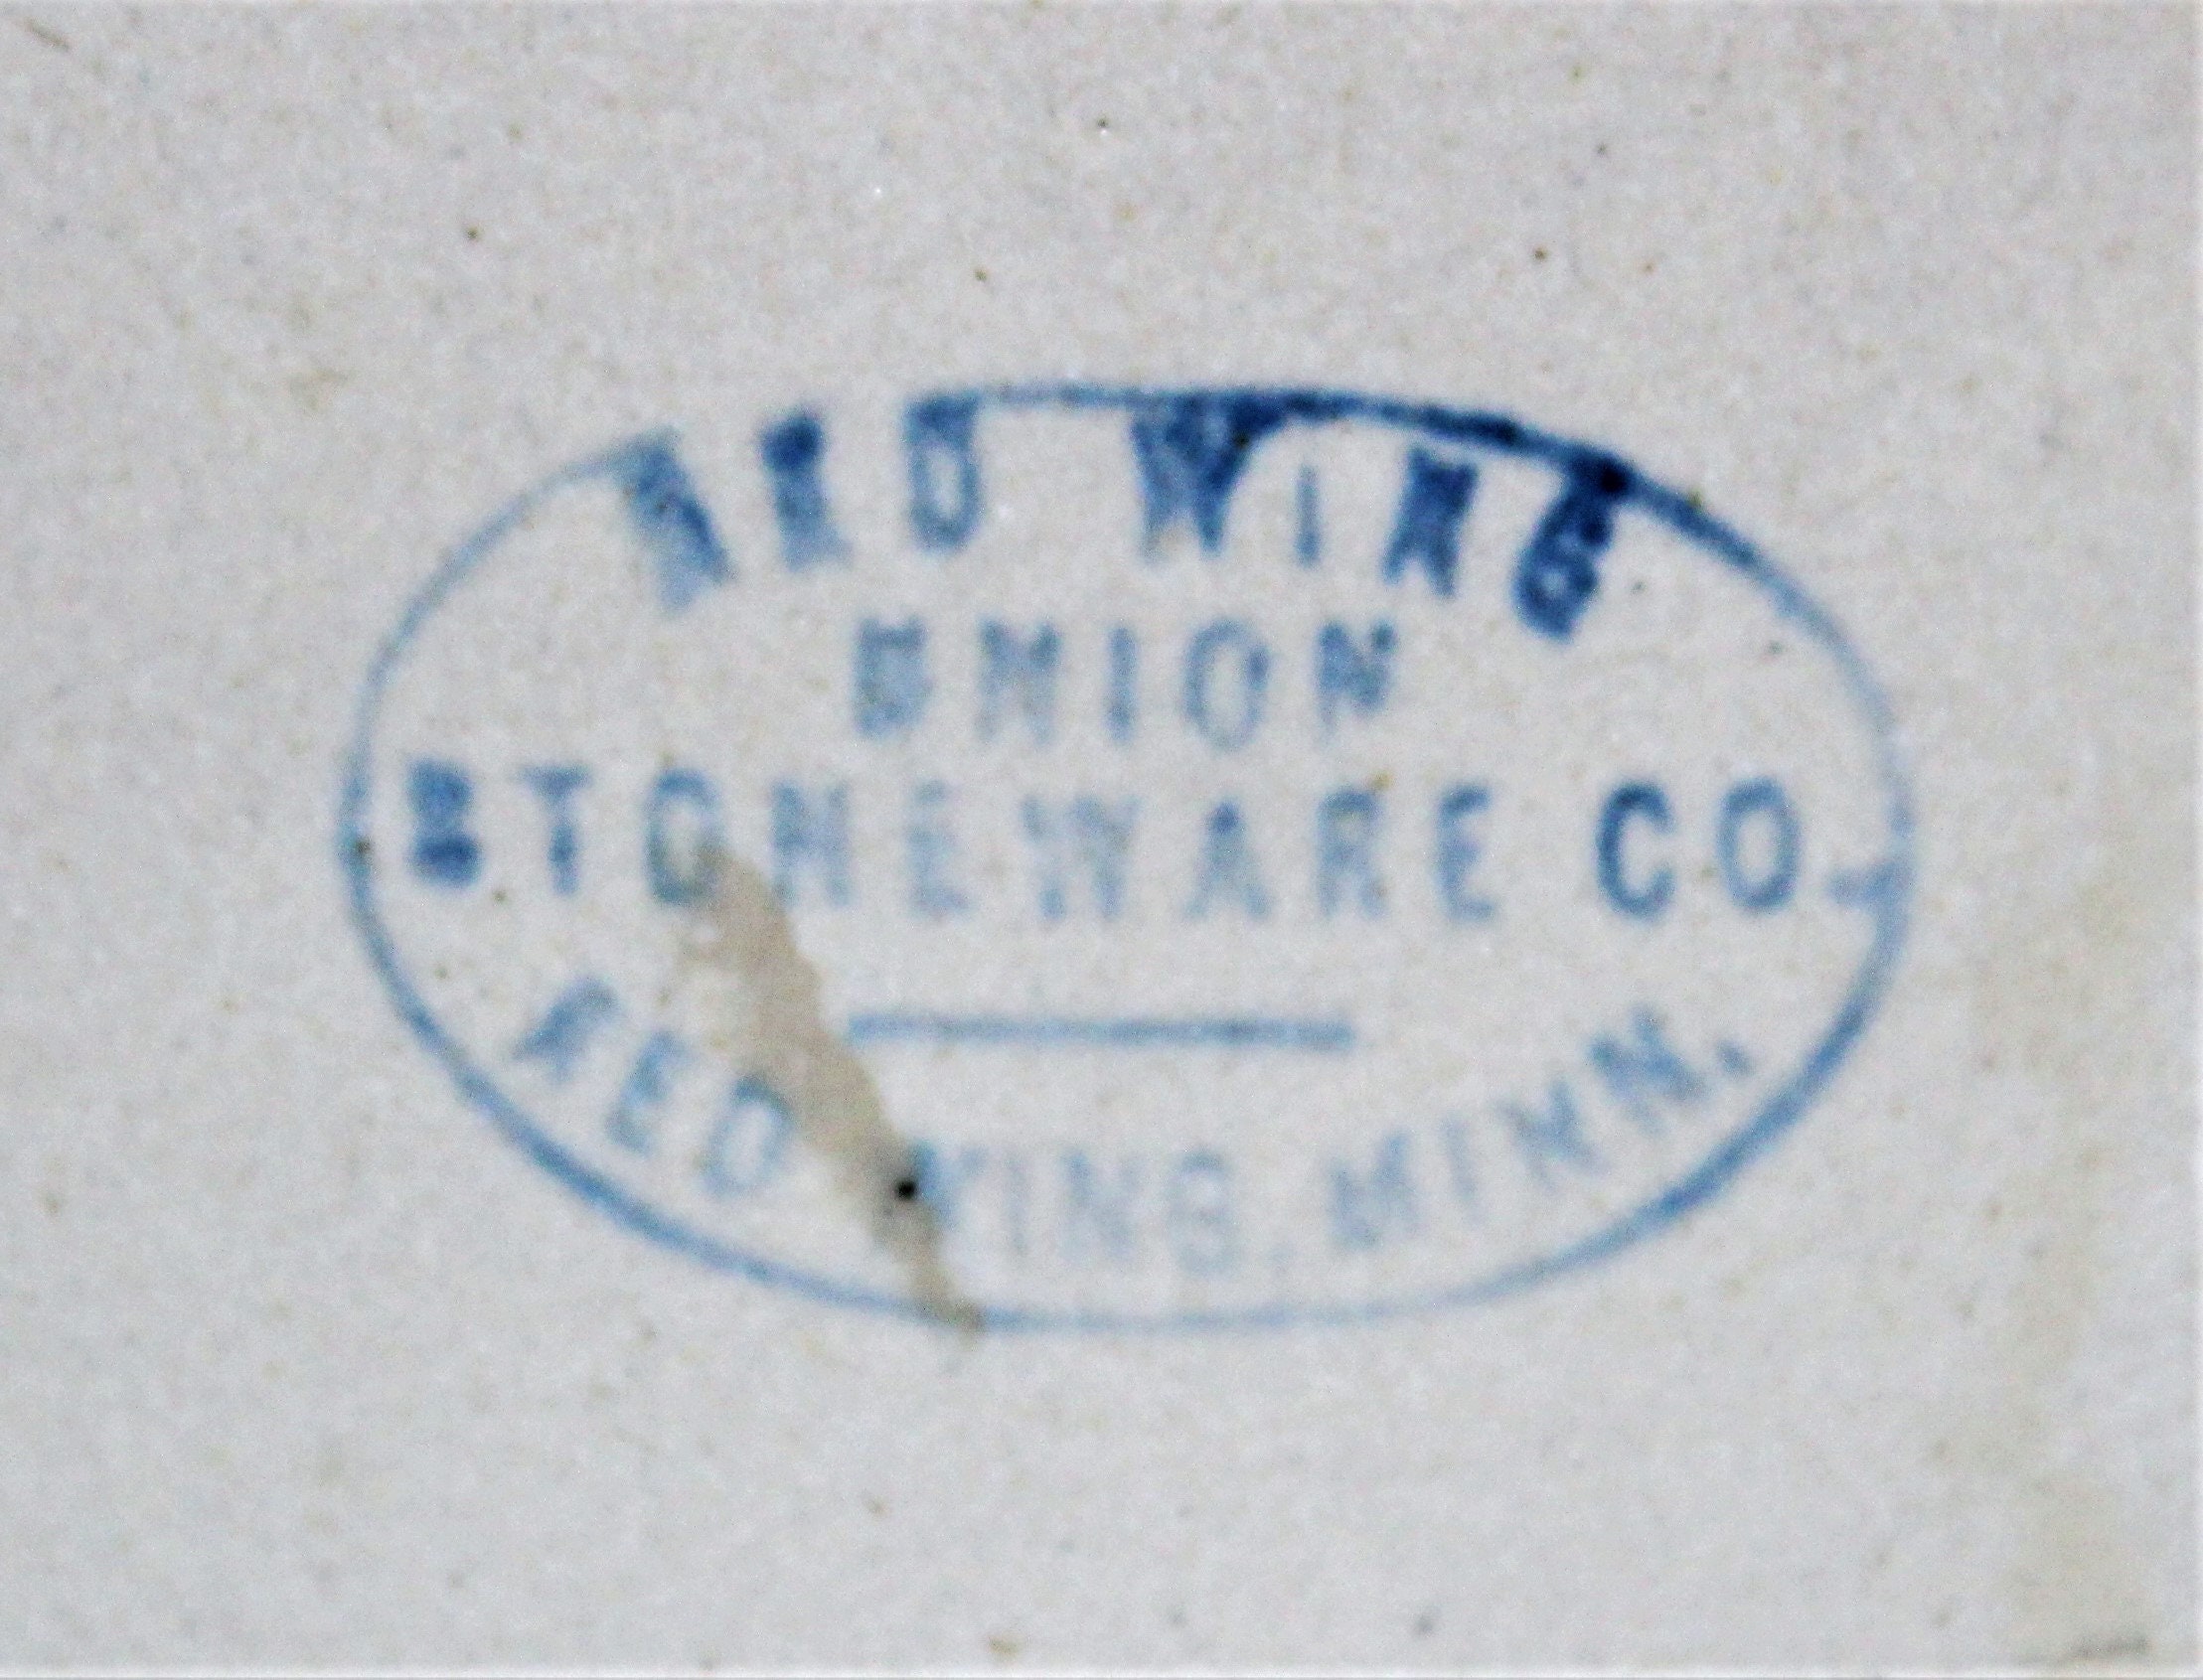 RED WING
UNION
STONEWARE CO.
RED WING, MINN.